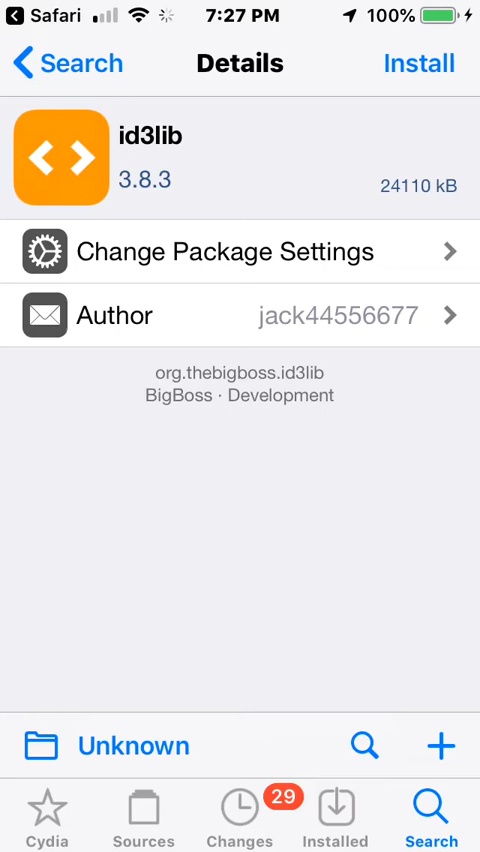 Safari 7:27 PM 100%
Search Details Install
id3lib
3.8.3
24110 kB
Change Package Settings
Author jack44556677
org.thebigboss.id3lib
BigBoss · Development
Unknown
29
Cydia Sources Changes Installed Search